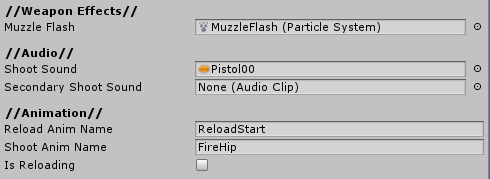 //Weapon Effects//
Muzzle Flash MuzzleFlash (Particle System)
//Audio//
Shoot Sound Pistol00
Secondary Shoot Sound None (Audio Clip)
//Animation//
Reload Anim Name ReloadStart
Shoot Anim Name FireHip
Is Reloading